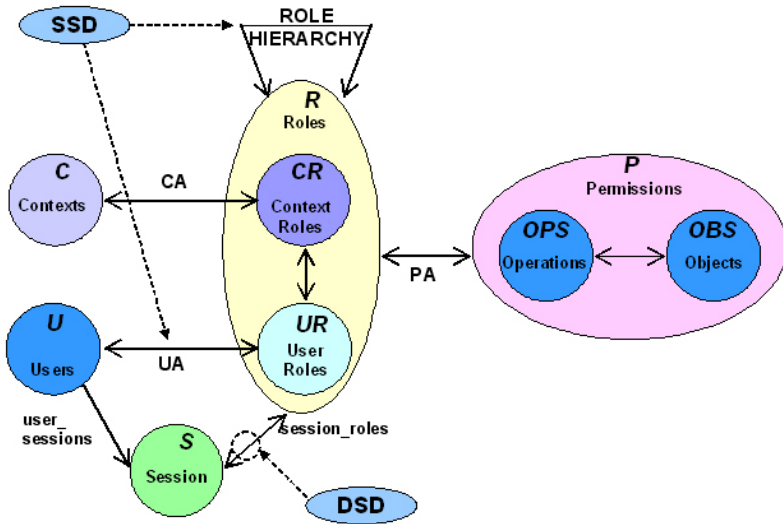 SSD
ROLE
HIERARCHY
R
Roles
C
Contexts
CA
CR
Context
Roles
P
Permissions
OPS
Operations
OBS
Objects
PA
U
Users
UA
UR
User
Roles
user_
sessions
session_roles
S
Session
DSD